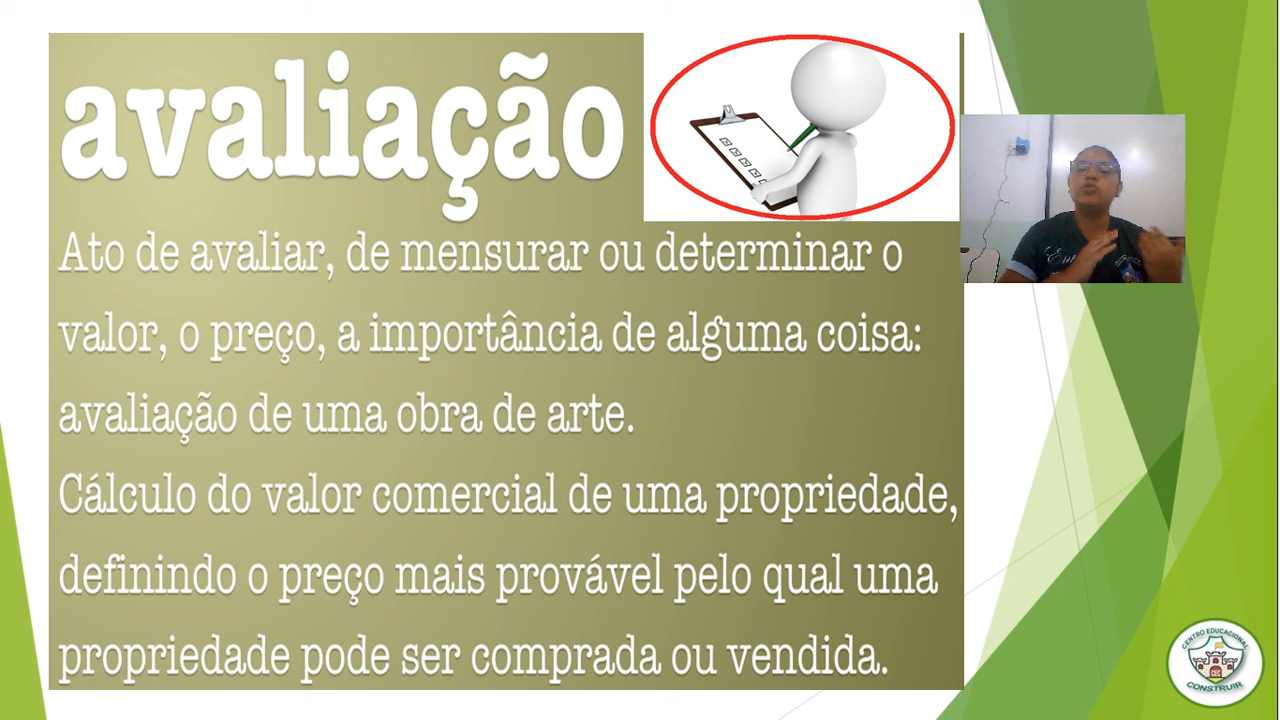 avaliação
Ato de avaliar, de mensurar ou determinar o
valor, o preço, a importância de alguma coisa:
avaliação de uma obra de arte.
Cálculo do valor comercial de uma propriedade,
definindo o preço mais provável pelo qual uma
propriedade pode ser comprada ou vendida.
CENTRO EDUCACIONAL
CEC
CONSTRUIR